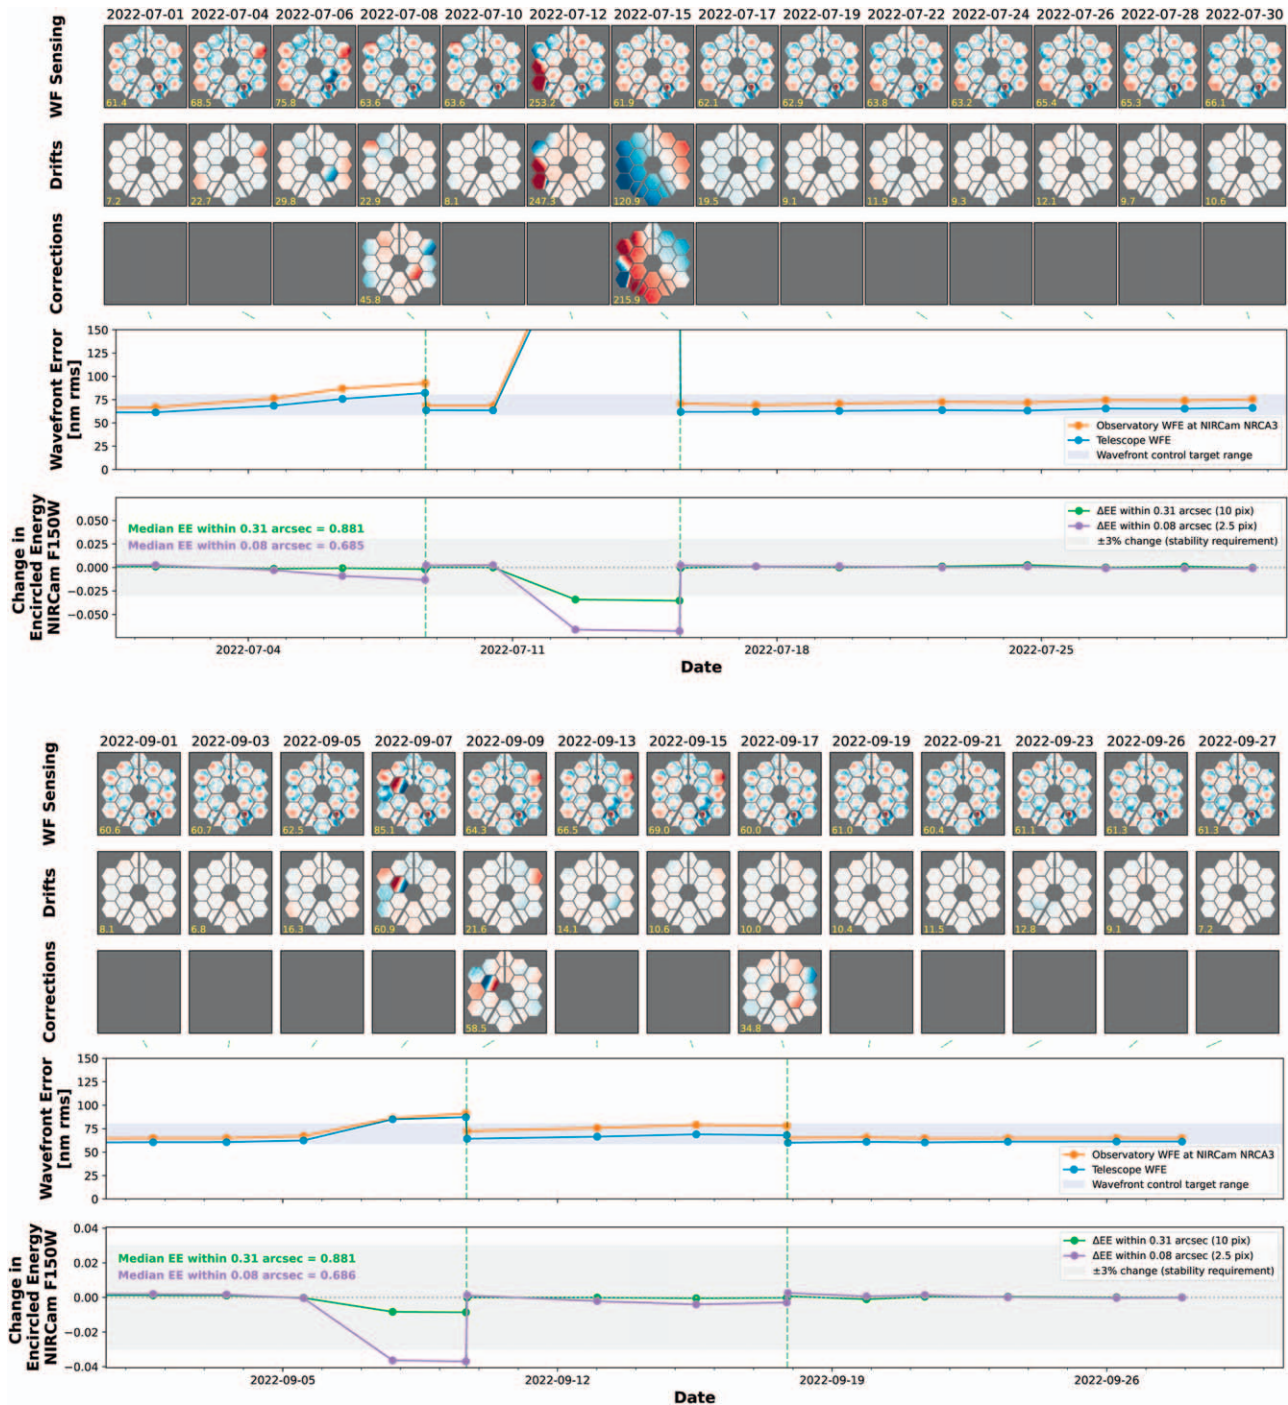 2022-07-01 2022-07-04 2022-07-06 2022-07-08 2022-07-10 2022-07-12 2022-07-15 2022-07-17 2022-07-19 2022-07-22 2022-07-24 2022-07-26 2022-07-28 2022-07-30
WF Sensing
61.4 68.5 75.8 63.6 63.6 253.2 61.9 62.1 62.9 63.8 63.2 65.4 65.3 66.1
Drifts
7.2 22.7 29.8 22.9 8.1 247.3 120.9 19.5 9.1 11.9 9.3 12.1 9.7 10.6
Corrections
45.8 215.9
Wavefront Error
[nm rms]
150
125
100
75
50
25
0
Observatory WFE at NIRCam NRCA3
Telescope WFE
Wavefront control target range
Change in
Encircled Energy
NIRCam F150W
0.050
0.025
0.000
−0.025
−0.050
Median EE within 0.31 arcsec = 0.881
Median EE within 0.08 arcsec = 0.685
ΔEE within 0.31 arcsec (10 pix)
ΔEE within 0.08 arcsec (2.5 pix)
±3% change (stability requirement)
2022-07-04 2022-07-11 2022-07-18 2022-07-25
Date
2022-09-01 2022-09-03 2022-09-05 2022-09-07 2022-09-09 2022-09-13 2022-09-15 2022-09-17 2022-09-19 2022-09-21 2022-09-23 2022-09-26 2022-09-27
WF Sensing
60.6 60.7 62.5 85.1 64.3 66.5 69.0 60.0 61.0 60.4 61.1 61.3 61.3
Drifts
8.1 6.8 16.3 60.9 21.6 14.1 10.6 10.0 10.4 11.5 12.8 9.1 7.2
Corrections
58.5 34.8
Wavefront Error
[nm rms]
150
125
100
75
50
25
0
Observatory WFE at NIRCam NRCA3
Telescope WFE
Wavefront control target range
Change in
Encircled Energy
NIRCam F150W
0.04
0.02
0.00
−0.02
−0.04
Median EE within 0.31 arcsec = 0.881
Median EE within 0.08 arcsec = 0.686
ΔEE within 0.31 arcsec (10 pix)
ΔEE within 0.08 arcsec (2.5 pix)
±3% change (stability requirement)
2022-09-05 2022-09-12 2022-09-19 2022-09-26
Date